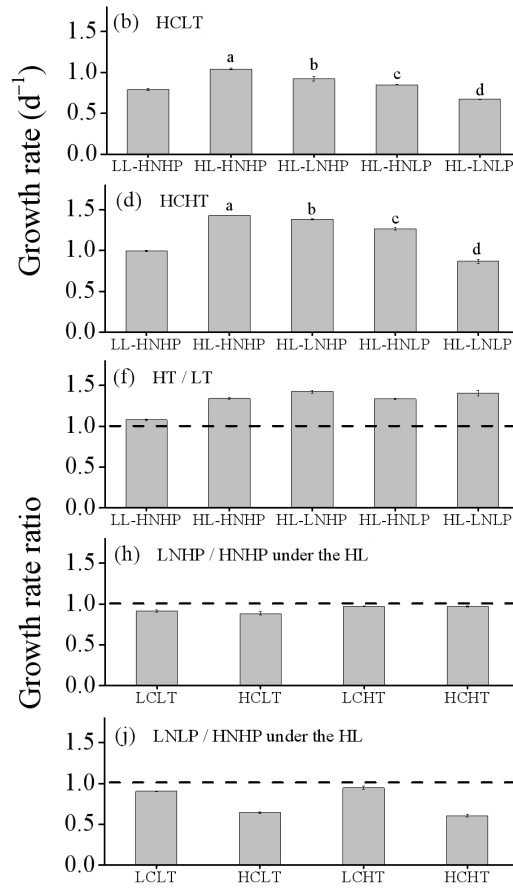 (b) HCLT
1.5
1.0
0.5
0.0
a b c d
LL-HNHP HL-HNHP HL-LNHP HL-HNLP HL-LNLP
Growth rate (d⁻¹)
(d) HCHT
1.5
1.0
0.5
0.0
a b c d
LL-HNHP HL-HNHP HL-LNHP HL-HNLP HL-LNLP
(f) HT / LT
1.5
1.0
0.5
0.0
LL-HNHP HL-HNHP HL-LNHP HL-HNLP HL-LNLP
Growth rate ratio
(h) LNHP / HNHP under the HL
1.5
1.0
0.5
0.0
LCLT HCLT LCHT HCHT
(j) LNLP / HNHP under the HL
1.5
1.0
0.5
0.0
LCLT HCLT LCHT HCHT